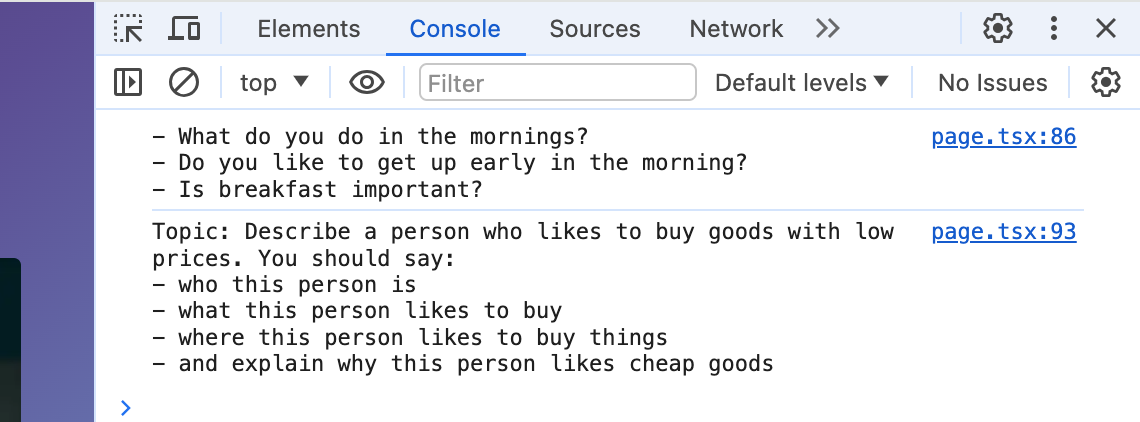 Elements Console Sources Network
top Filter Default levels No Issues
- What do you do in the mornings? page.tsx:86
- Do you like to get up early in the morning?
- Is breakfast important?
Topic: Describe a person who likes to buy goods with low page.tsx:93
prices. You should say:
- who this person is
- what this person likes to buy
- where this person likes to buy things
- and explain why this person likes cheap goods